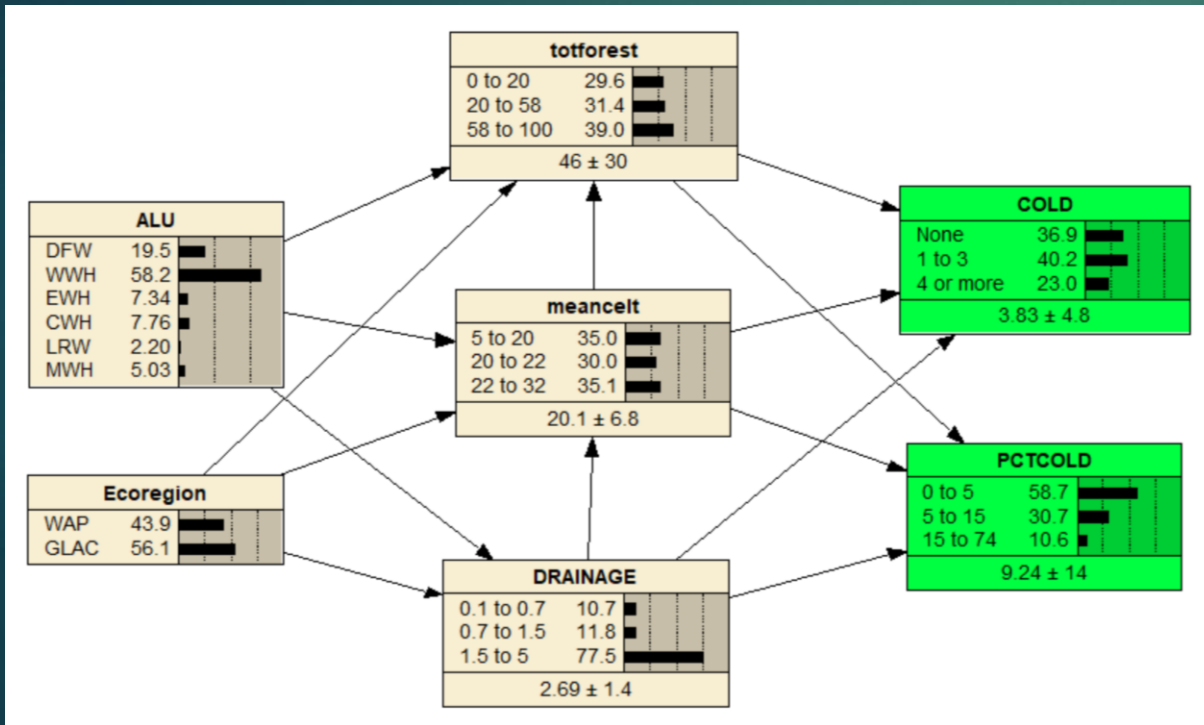 totforest
0 to 20 29.6
20 to 58 31.4
58 to 100 39.0
46 ± 30
ALU
DFW 19.5
WWH 58.2
EWH 7.34
CWH 7.76
LRW 2.20
MWH 5.03
COLD
None 36.9
1 to 3 40.2
4 or more 23.0
3.83 ± 4.8
meancelt
5 to 20 35.0
20 to 22 30.0
22 to 32 35.1
20.1 ± 6.8
Ecoregion
WAP 43.9
GLAC 56.1
PCTCOLD
0 to 5 58.7
5 to 15 30.7
15 to 74 10.6
9.24 ± 14
DRAINAGE
0.1 to 0.7 10.7
0.7 to 1.5 11.8
1.5 to 5 77.5
2.69 ± 1.4